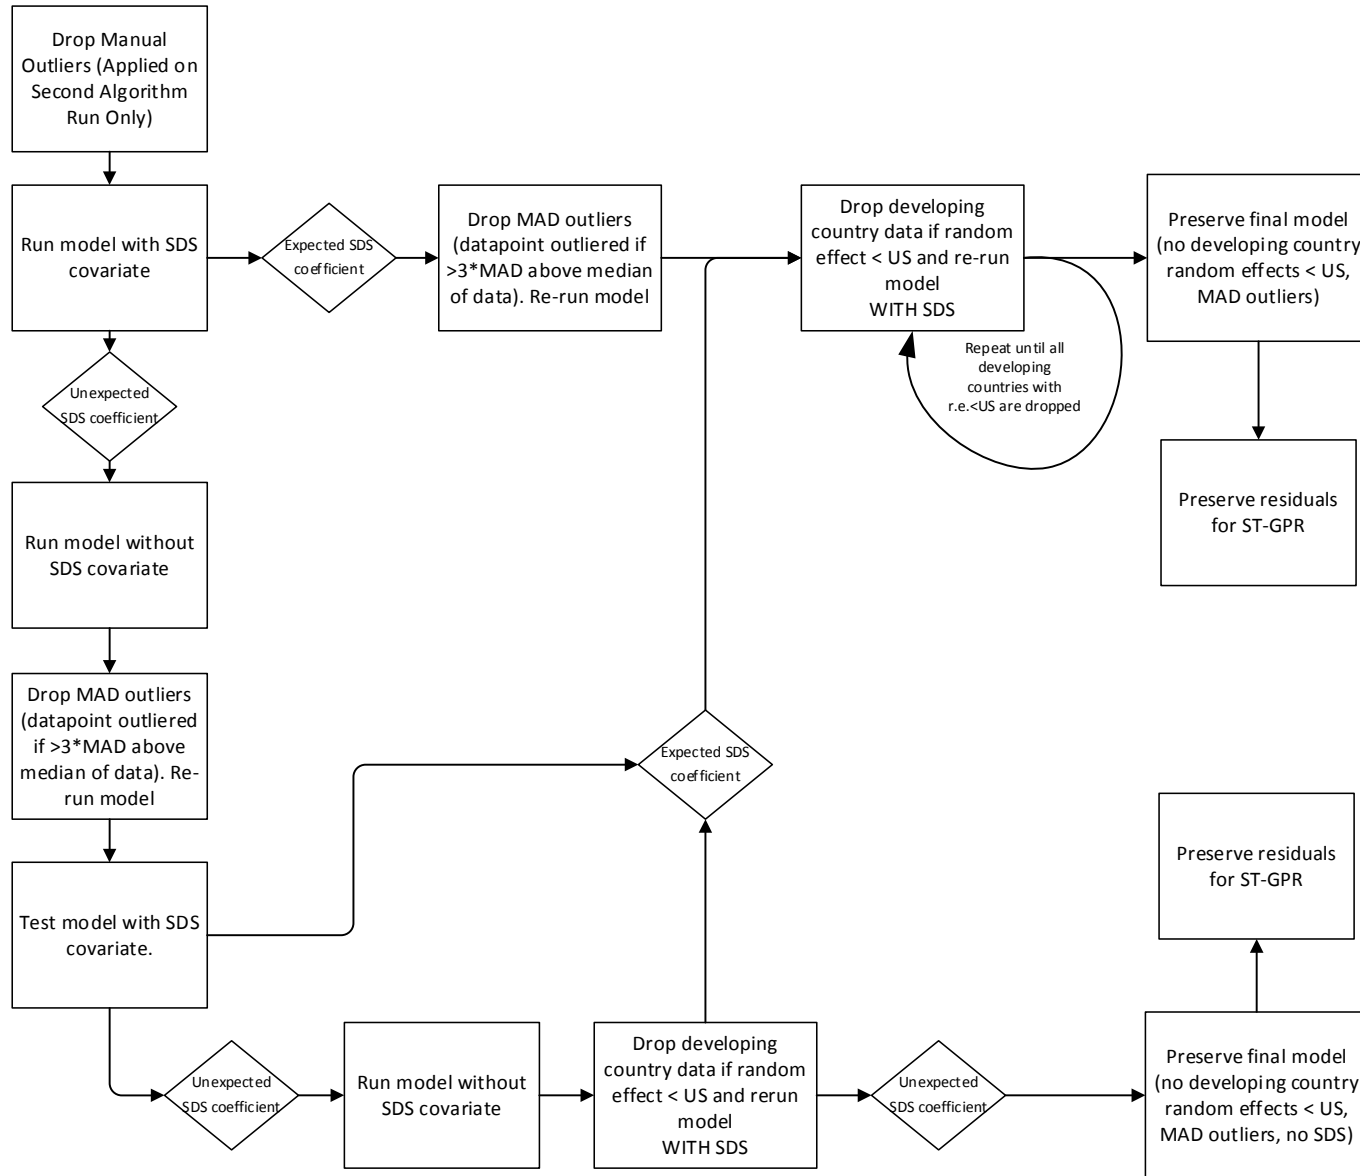 Drop Manual
Outliers (Applied on
Second Algorithm
Run Only)
Run model with SDS
covariate
Expected SDS
coefficient
Drop MAD outliers
(datapoint outliered if
>3*MAD above median
of data). Re-run model
Drop developing
country data if random
effect < US and re-run
model
WITH SDS
Repeat until all
developing
countries with
r.e.<US are dropped
Preserve final model
(no developing country
random effects < US,
MAD outliers)
Preserve residuals
for ST-GPR
Unexpected
SDS coefficient
Run model without
SDS covariate
Drop MAD outliers
(datapoint outliered
if >3*MAD above
median of data). Re-
run model
Test model with SDS
covariate.
Expected SDS
coefficient
Unexpected
SDS coefficient
Run model without
SDS covariate
Drop developing
country data if random
effect < US and rerun
model
WITH SDS
Unexpected
SDS coefficient
Preserve final model
(no developing country
random effects < US,
MAD outliers, no SDS)
Preserve residuals
for ST-GPR